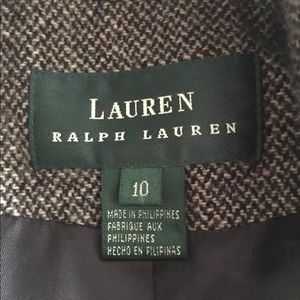 LAUREN
RALPH LAUREN
10
MADE IN PHILIPPINES
FABRIQUE AUX
PHILIPPINES
HECHO EN FILIPINAS